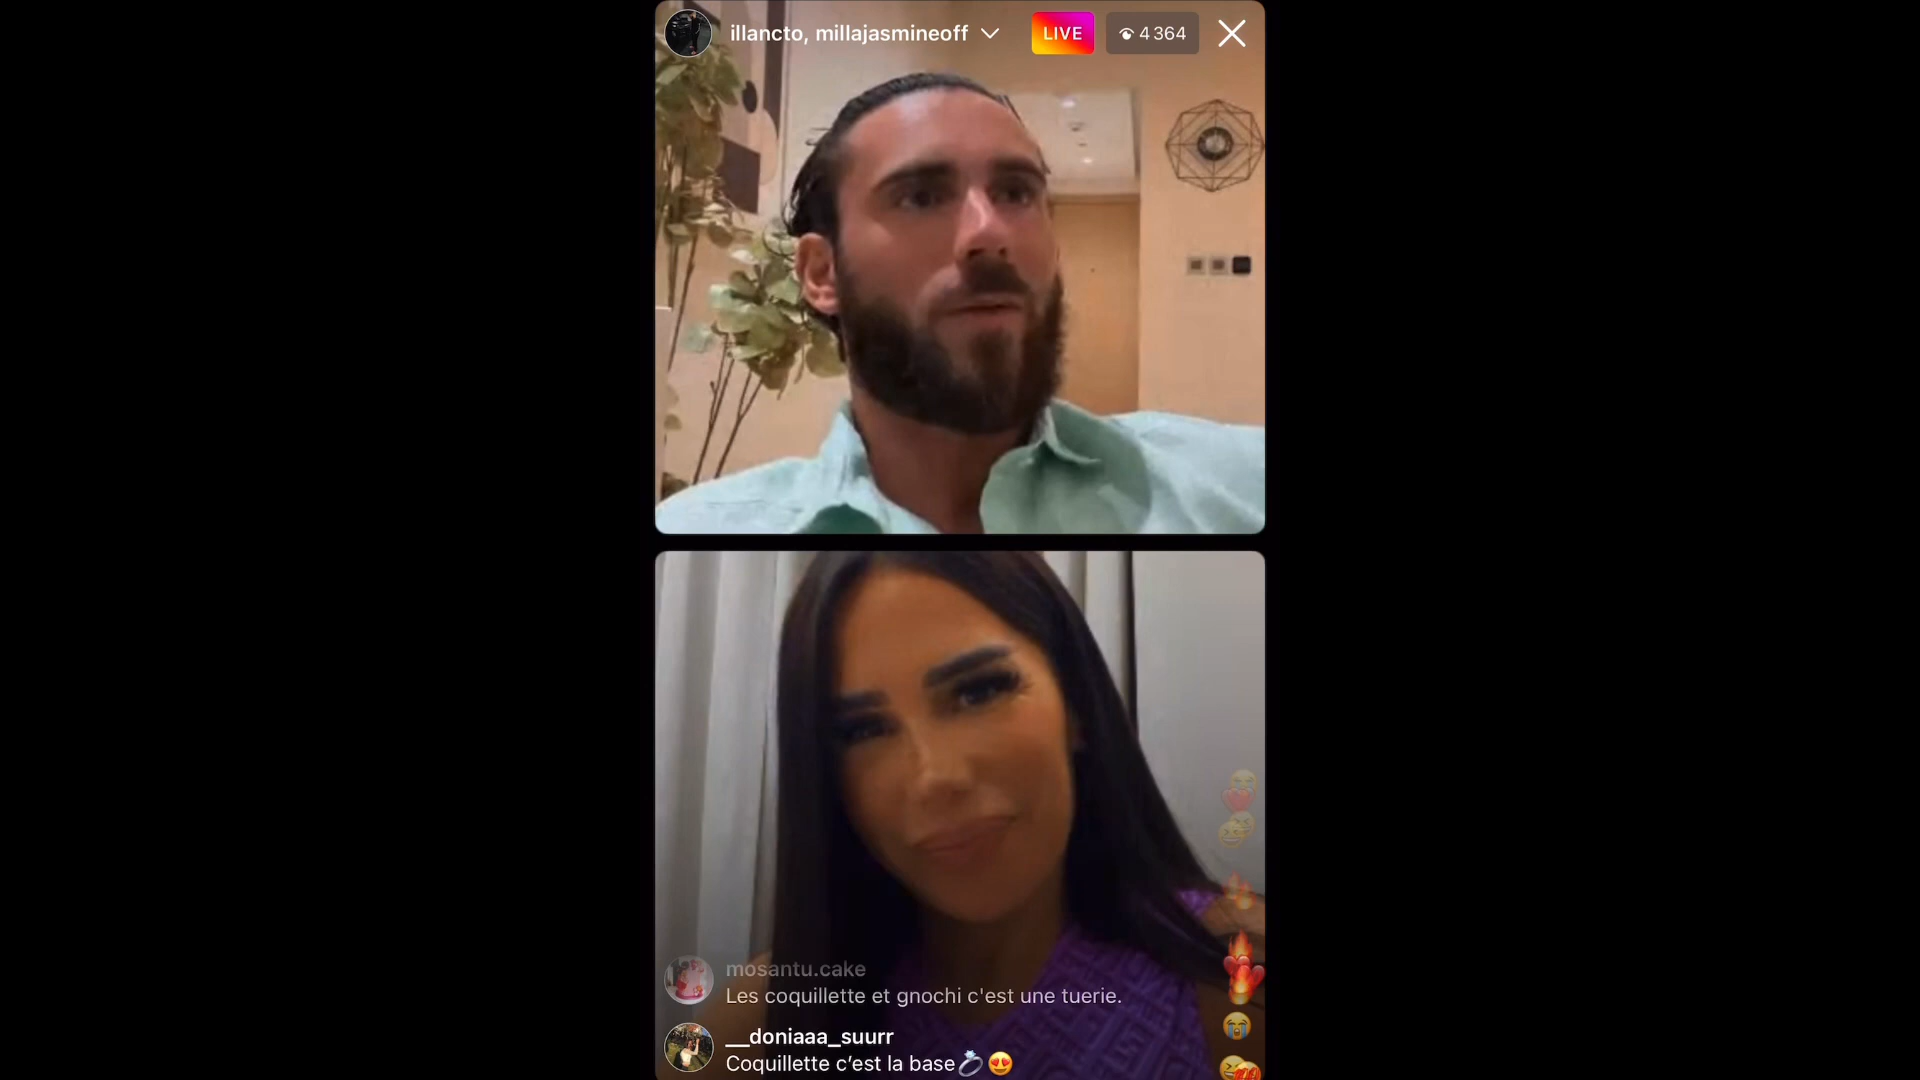 illancto, millajasmineoff
LIVE
4 364
mosantu.cake
Les coquillette et gnochi c'est une tuerie.
__doniaaa_suurr
Coquillette c’est la base💍😍